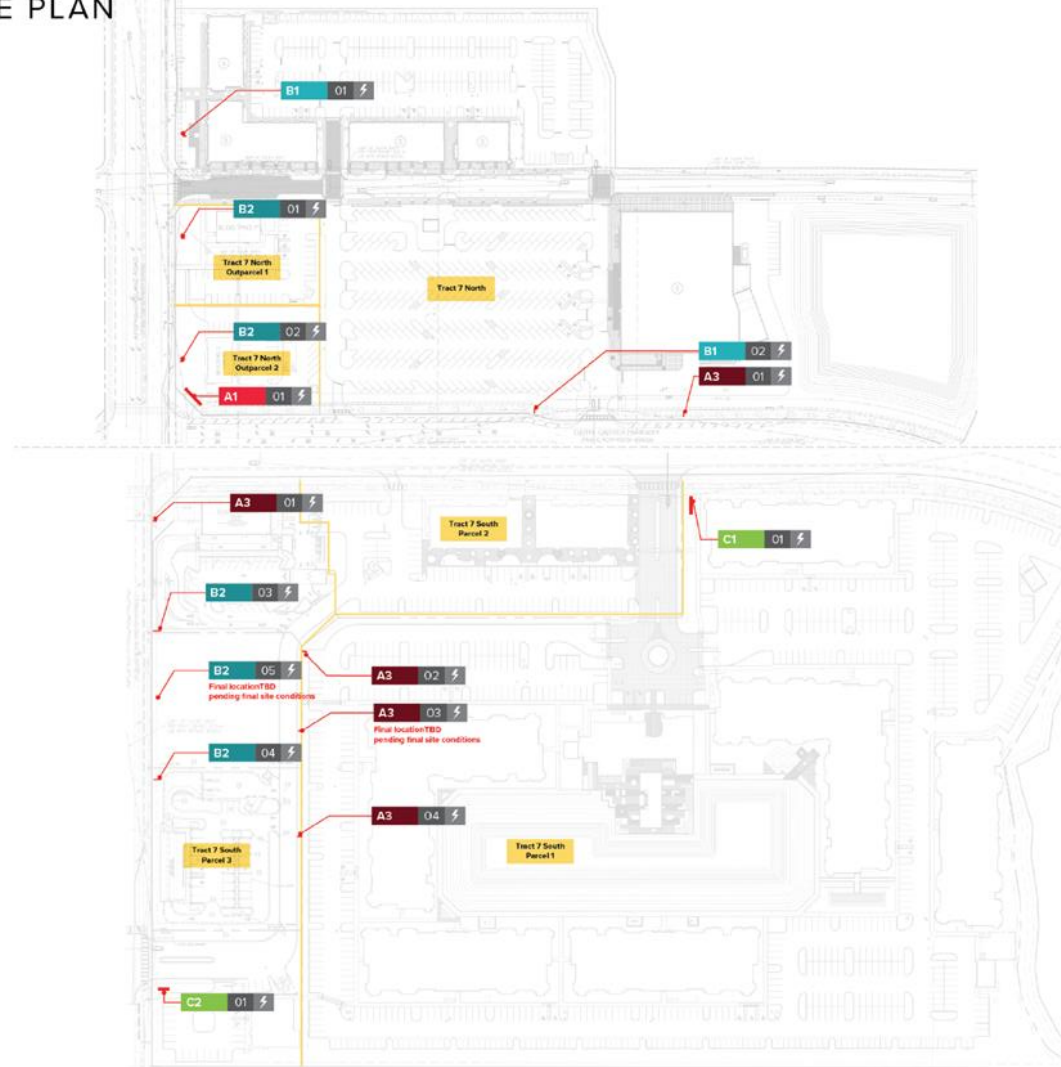 E PLAN
B1 01
B2 01
Tract 7 North
Outparcel 1
Tract 7 North
B2 02
Tract 7 North
Outparcel 2
A1 01
B1 02
A3 01
A3 01
Tract 7 South
Parcel 2
C1 01
B2 03
B2 05
Final locationTBD
pending final site conditions
A3 02
A3 03
Final locationTBD
pending final site conditions
B2 04
A3 04
Tract 7 South
Parcel 3
Tract 7 South
Parcel 1
C2 01